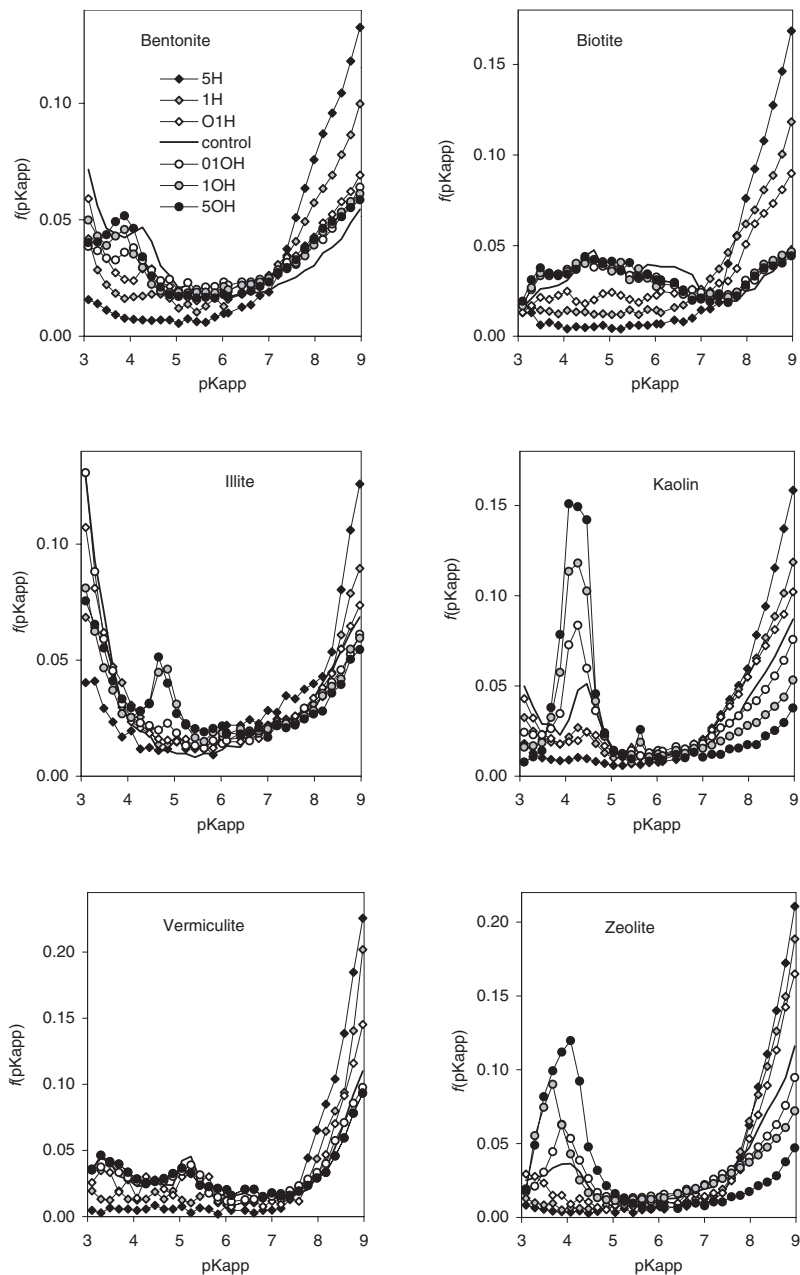 Bentonite
5H
1H
O1H
control
01OH
1OH
5OH
f(pKapp)
0.10
0.05
0.00
3 4 5 6 7 8 9
pKapp
Biotite
f(pKapp)
0.15
0.10
0.05
0.00
3 4 5 6 7 8 9
pKapp
Illite
f(pKapp)
0.10
0.05
0.00
3 4 5 6 7 8 9
pKapp
Kaolin
f(pKapp)
0.15
0.10
0.05
0.00
3 4 5 6 7 8 9
pKapp
Vermiculite
f(pKapp)
0.20
0.15
0.10
0.05
0.00
3 4 5 6 7 8 9
pKapp
Zeolite
f(pKapp)
0.20
0.15
0.10
0.05
0.00
3 4 5 6 7 8 9
pKapp